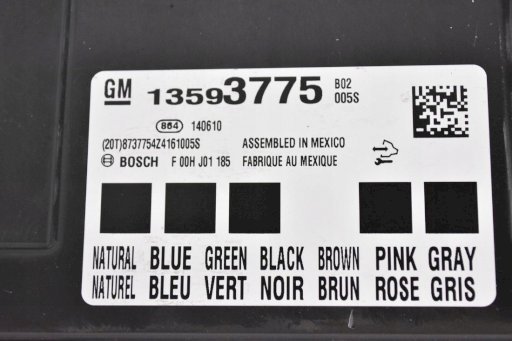 GM 13593775 B02
005S
864 140610
(20T)8737754Z4161005S ASSEMBLED IN MEXICO
BOSCH F 00H J01 185 FABRIQUE AU MEXIQUE
NATURAL BLUE GREEN BLACK BROWN PINK GRAY
NATUREL BLEU VERT NOIR BRUN ROSE GRIS